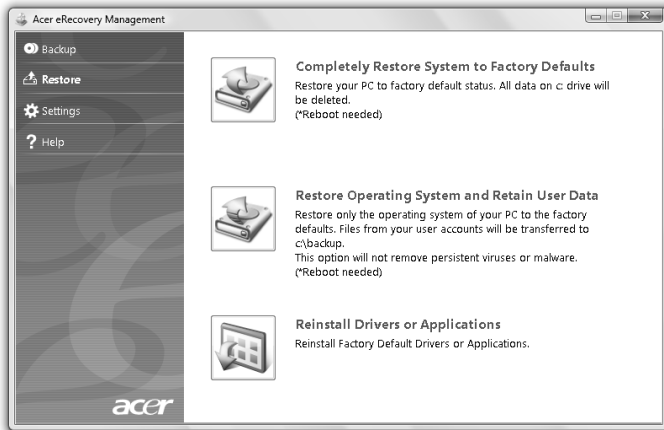 Acer eRecovery Management
Backup
Restore
Settings
Help
Completely Restore System to Factory Defaults
Restore your PC to factory default status. All data on c: drive will
be deleted.
(*Reboot needed)
Restore Operating System and Retain User Data
Restore only the operating system of your PC to the factory
defaults. Files from your user accounts will be transferred to
c:\backup.
This option will not remove persistent viruses or malware.
(*Reboot needed)
Reinstall Drivers or Applications
Reinstall Factory Default Drivers or Applications.
acer